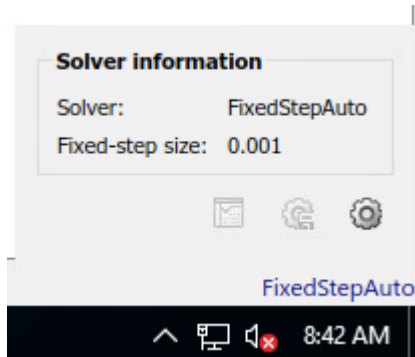 Solver information
Solver: FixedStepAuto
Fixed-step size: 0.001
FixedStepAuto
8:42 AM